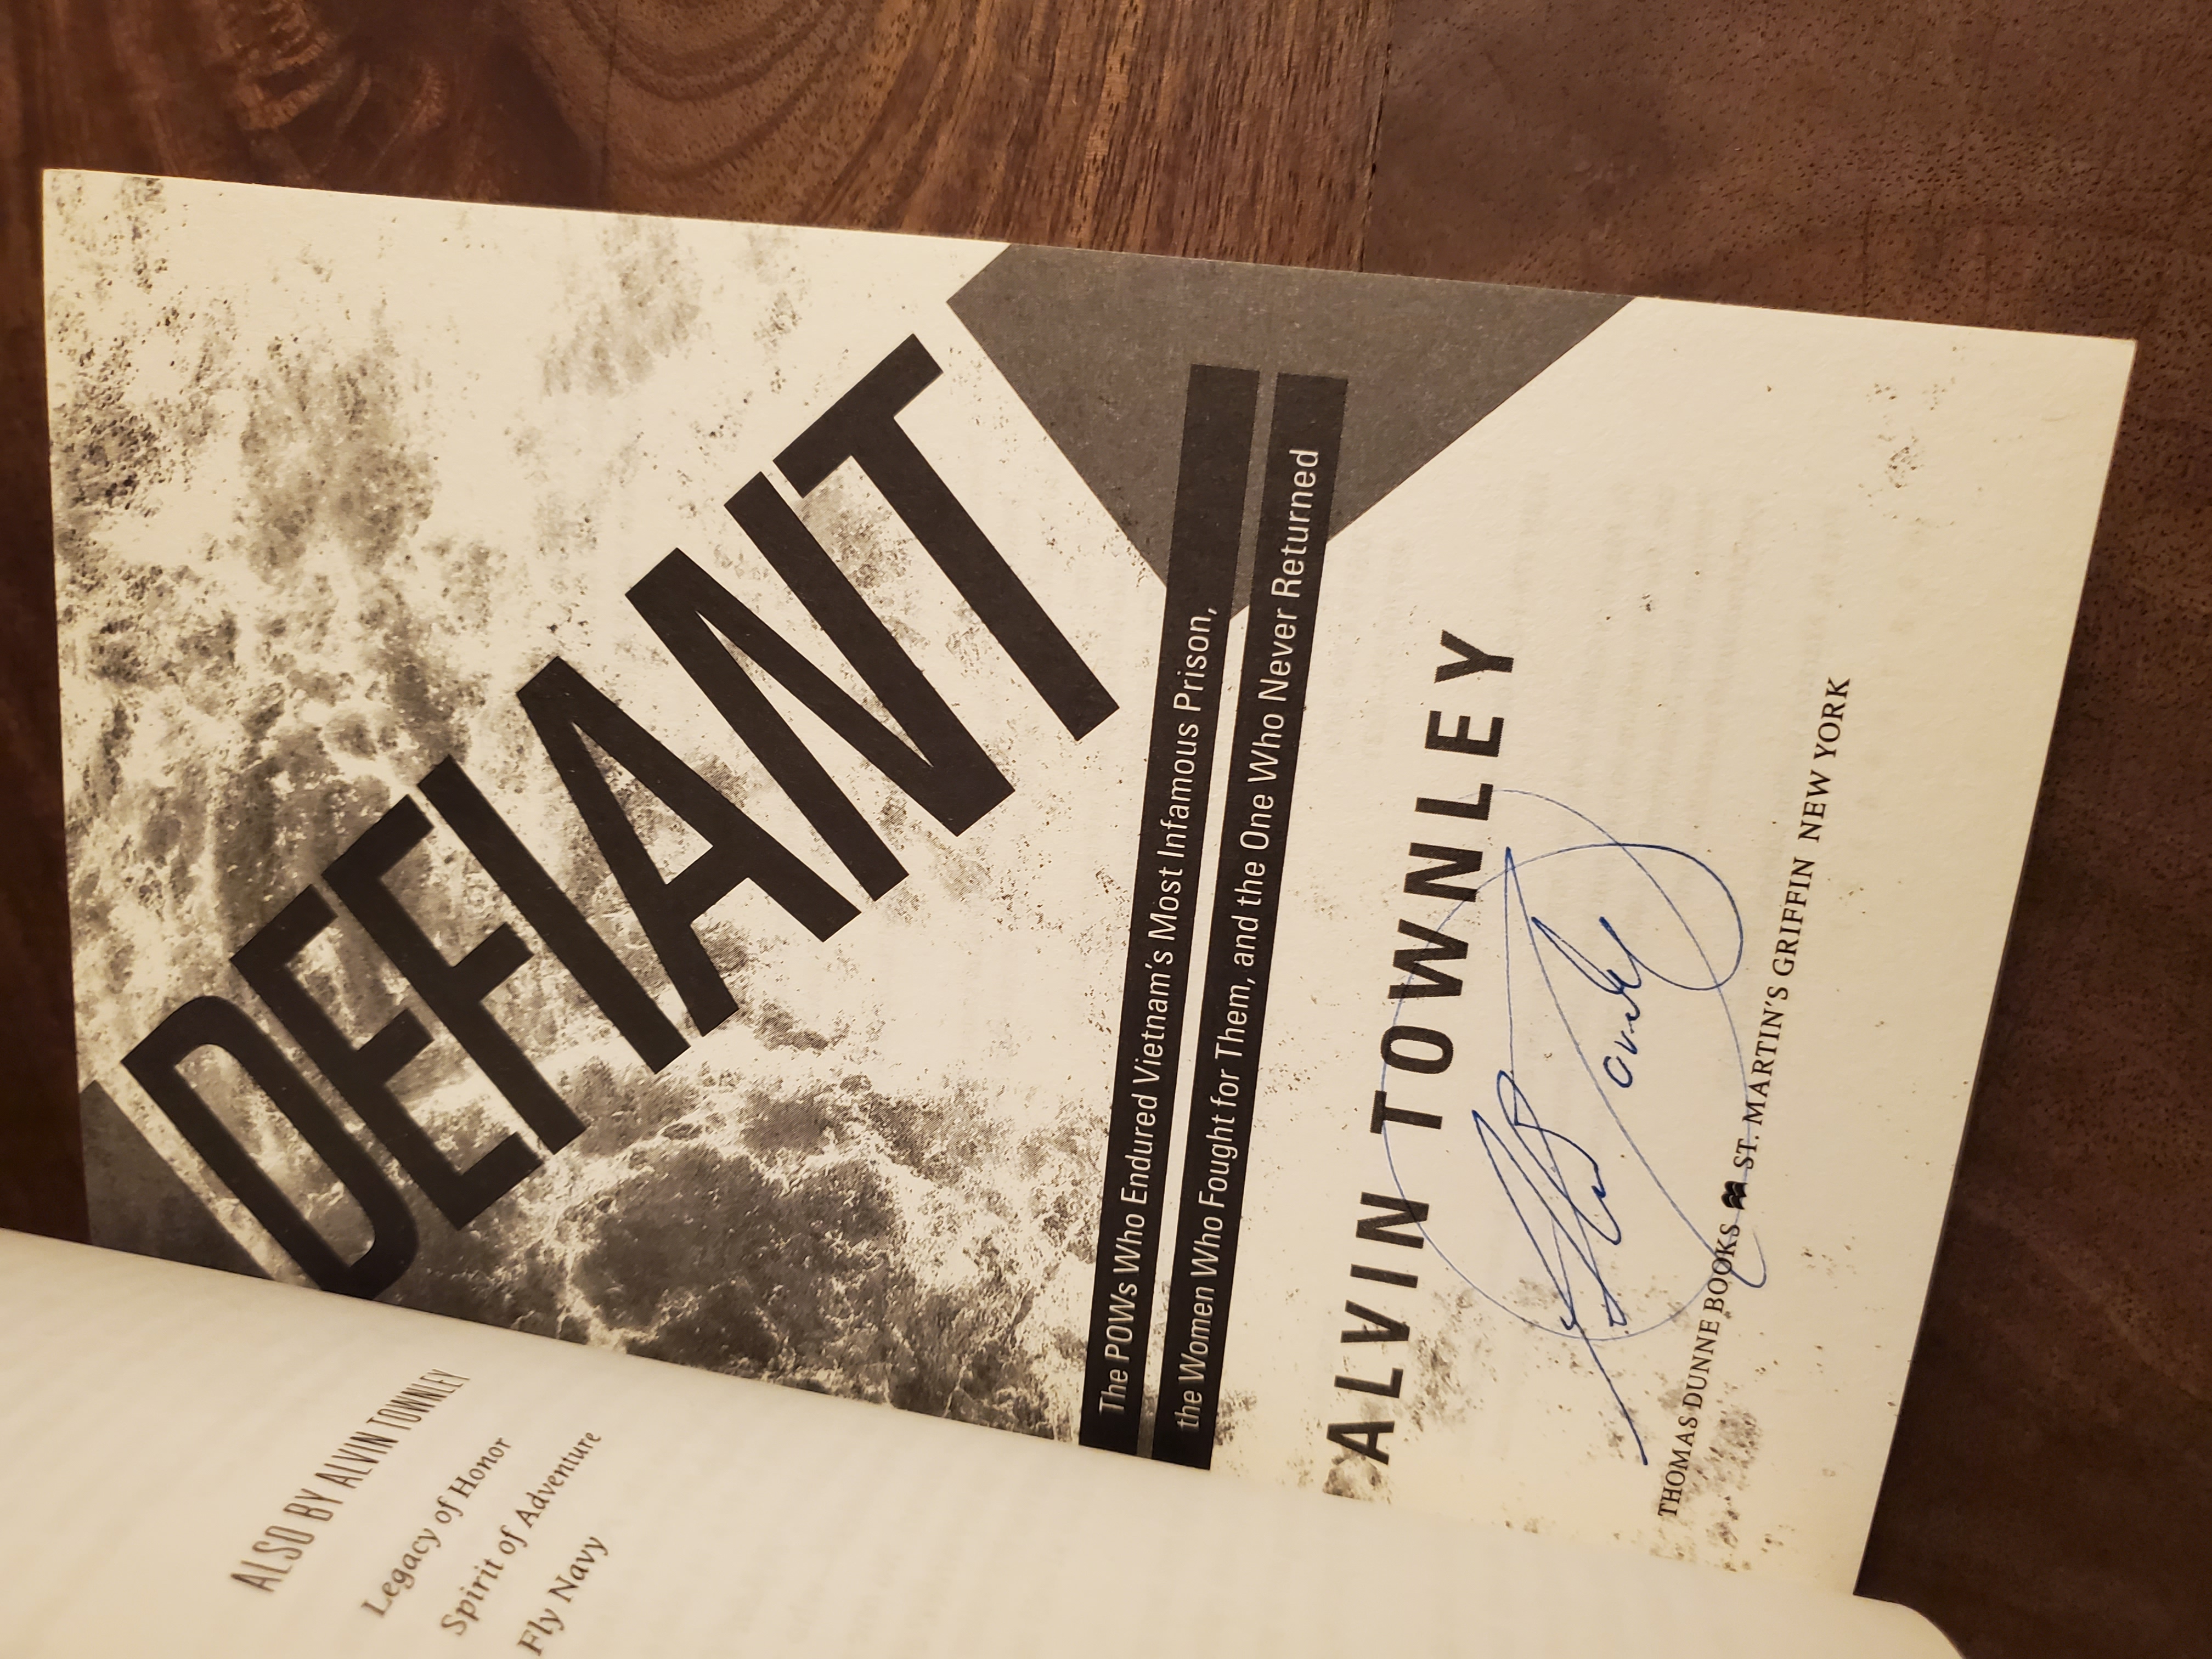 ALSO BY ALVIN TOWNLEY
Legacy of Honor
Spirit of Adventure
Fly Navy
DEFIANT
The POWs Who Endured Vietnam's Most Infamous Prison,
the Women Who Fought for Them, and the One Who Never Returned
ALVIN TOWNLEY
THOMAS DUNNE BOOKS ST. MARTIN'S GRIFFIN NEW YORK